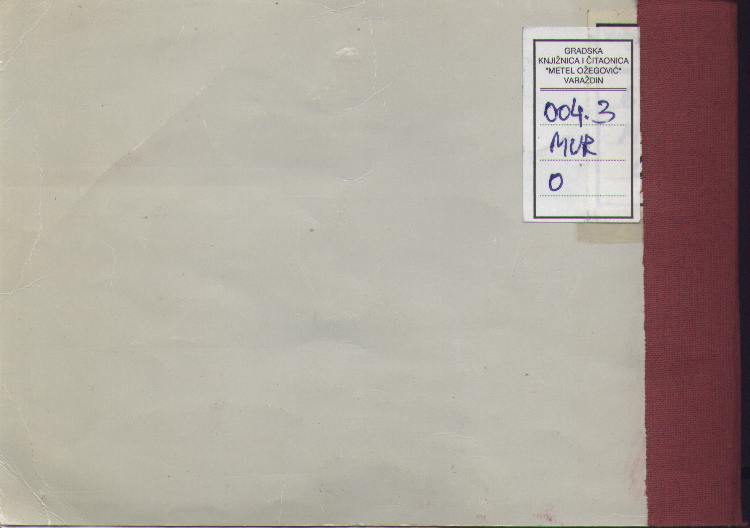 GRADSKA
KNJIŽNICA I ČITAONICA
"METEL OŽEGOVIĆ"
VARAŽDIN
004.3
MUR
O